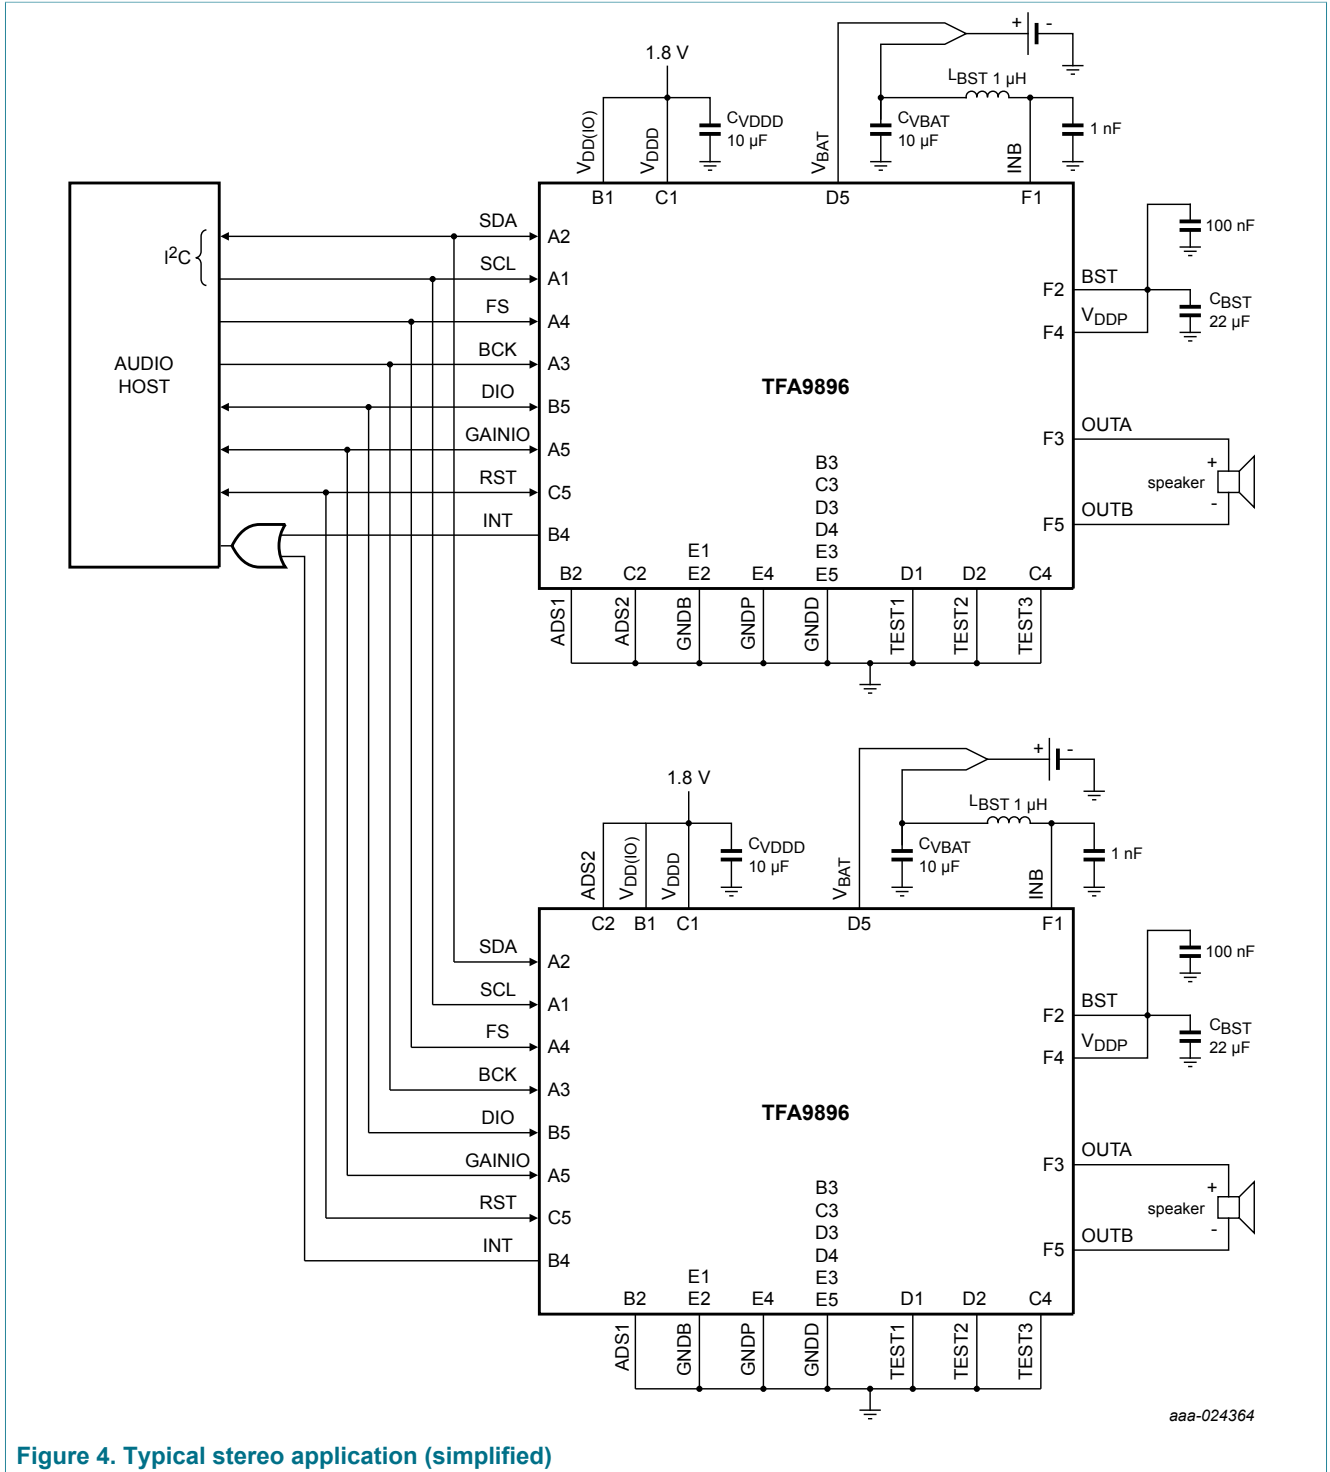 1.8 V
+ -
LBST 1 µH
VDD(IO)
VDDD
CVDDD
10 µF
VBAT
CVBAT
10 µF
INB
1 nF
B1
C1
D5
F1
I2C
AUDIO
HOST
SDA
A2
SCL
A1
FS
A4
BCK
A3
DIO
B5
GAINIO
A5
RST
C5
INT
B4
TFA9896
100 nF
F2
BST
CBST
22 µF
F4
VDDP
F3
OUTA
+
speaker
-
F5
OUTB
B3
C3
D3
D4
E3
E5
E1
E2
B2
C2
E4
D1
D2
C4
ADS1
ADS2
GNDB
GNDP
GNDD
TEST1
TEST2
TEST3
1.8 V
+ -
LBST 1 µH
ADS2
VDD(IO)
VDDD
CVDDD
10 µF
VBAT
CVBAT
10 µF
INB
1 nF
C2
B1
C1
D5
F1
SDA
A2
SCL
A1
FS
A4
BCK
A3
DIO
B5
GAINIO
A5
RST
C5
INT
B4
TFA9896
100 nF
F2
BST
CBST
22 µF
F4
VDDP
F3
OUTA
+
speaker
-
F5
OUTB
B3
C3
D3
D4
E3
E5
E1
E2
B2
E4
D1
D2
C4
ADS1
GNDB
GNDP
GNDD
TEST1
TEST2
TEST3
aaa-024364
Figure 4. Typical stereo application (simplified)